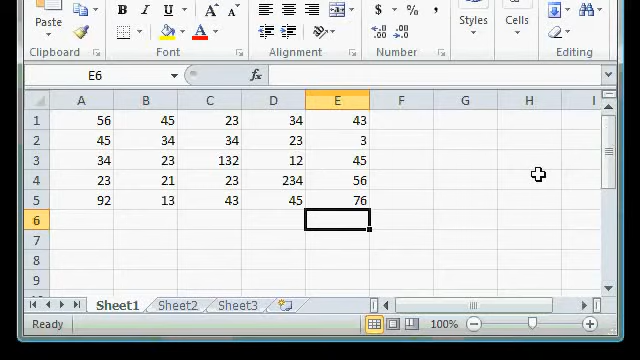 Paste
B I U A A
$ % ,
Styles
Cells
Clipboard Font Alignment Number Editing
E6 fx
A B C D E F G H I
1 56 45 23 34 43
2 45 34 34 23 3
3 34 23 132 12 45
4 23 21 23 234 56
5 92 13 43 45 76
6
7
8
9
Sheet1 Sheet2 Sheet3
Ready 100%